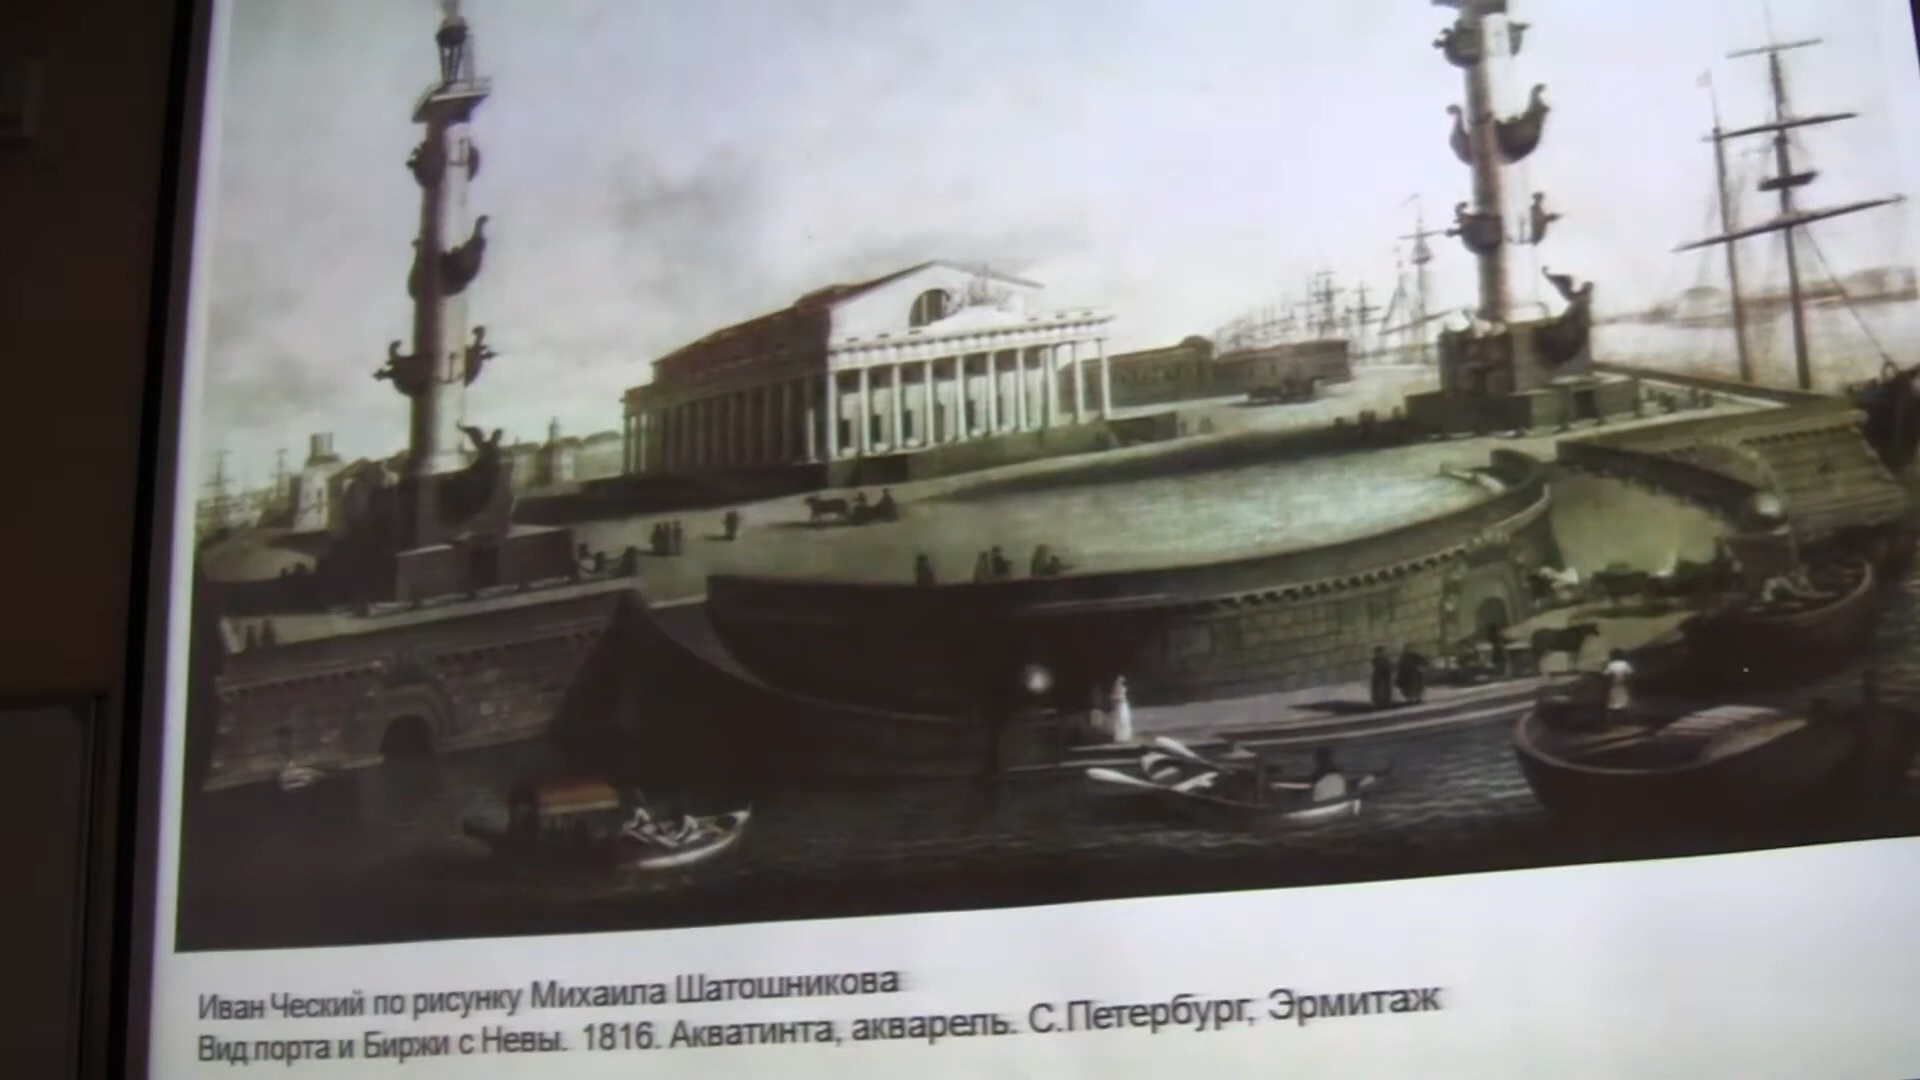 Иван Ческий по рисунку Михаила Шатошникова
Вид порта и Биржи с Невы. 1816. Акватинта, акварель. С.Петербург, Эрмитаж